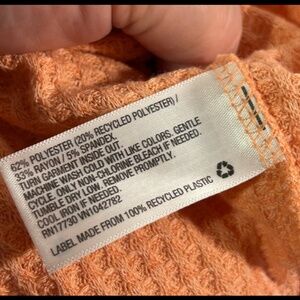 62% POLYESTER (20% RECYCLED POLYESTER) /
33% RAYON / 5% SPANDEX.
TURN GARMENT INSIDE OUT.
MACHINE WASH COLD WITH LIKE COLORS. GENTLE
CYCLE. ONLY NON-CHLORINE BLEACH IF NEEDED.
TUMBLE DRY LOW. REMOVE PROMPTLY.
COOL IRON IF NEEDED.
RN17730 VN1042782
LABEL MADE FROM 100% RECYCLED PLASTIC